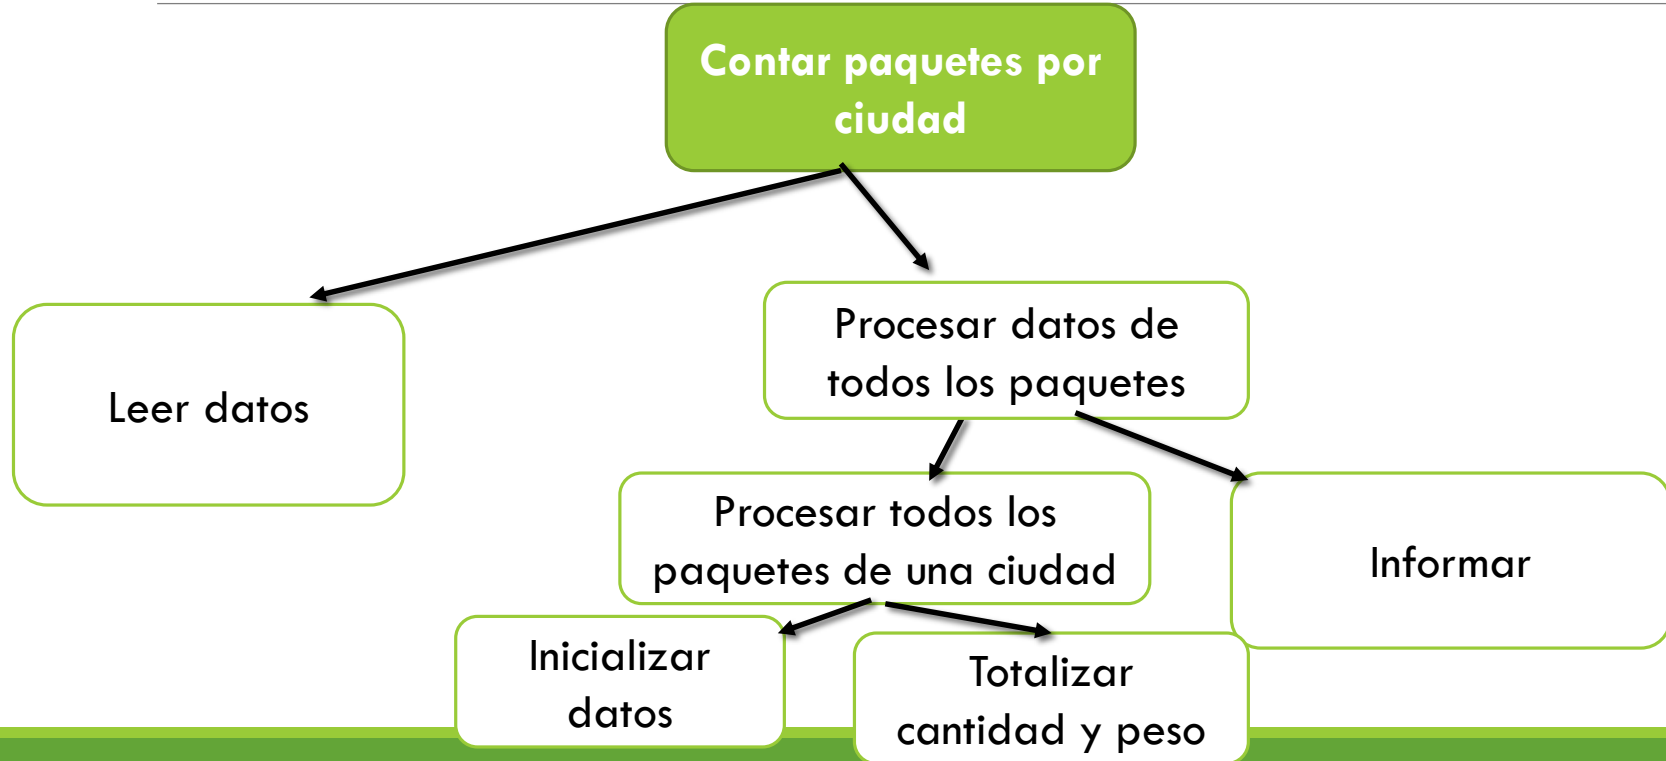 Contar paquetes por
ciudad
Leer datos
Procesar datos de
todos los paquetes
Procesar todos los
paquetes de una ciudad
Informar
Inicializar
datos
Totalizar
cantidad y peso